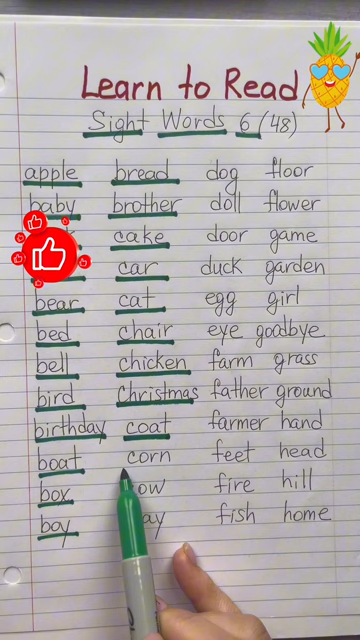 Learn to Read
Sight Words 6 (48)
apple bread dog floor
baby brother doll flower
cake door game
car duck garden
bear cat egg girl
bed chair eye goodbye
bell chicken farm grass
bird Christmas father ground
birthday coat farmer hand
boat corn feet head
box fire hill
boy fish home